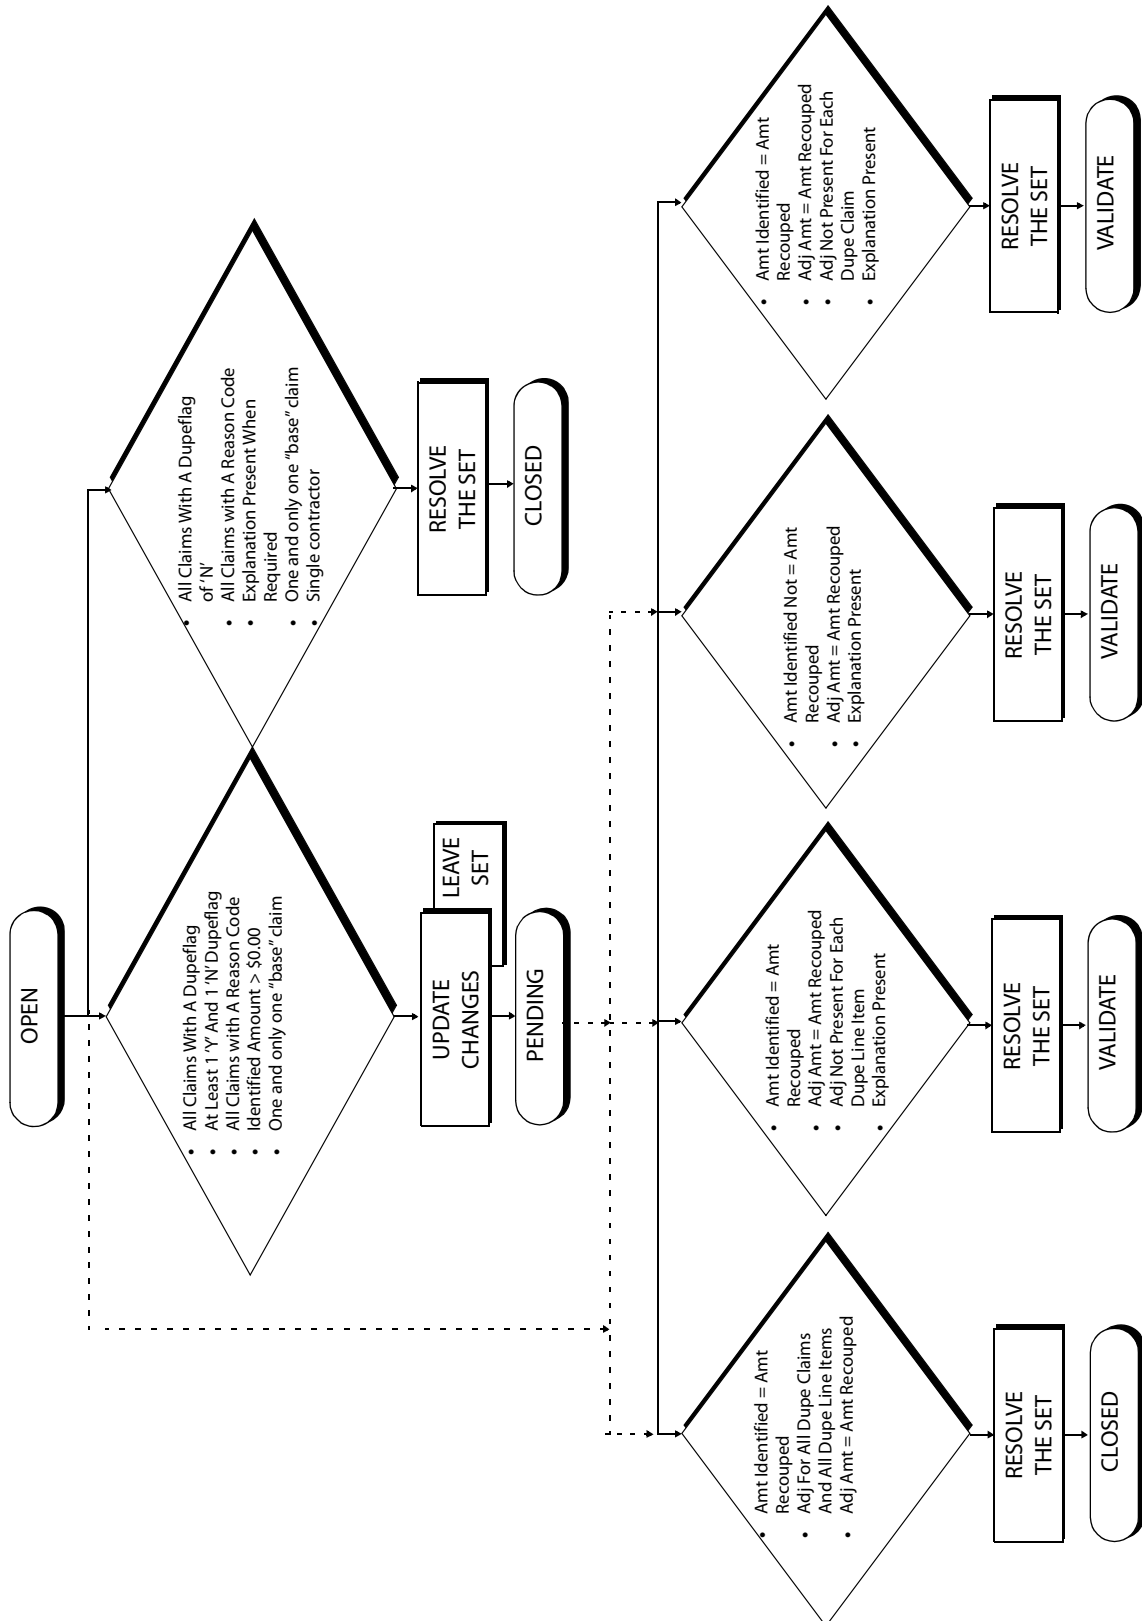 OPEN
• All Claims With A Dupeflag
• At Least 1 'Y' And 1 'N' Dupeflag
• All Claims with A Reason Code
• Identified Amount > $0.00
• One and only one "base" claim
• All Claims With A Dupeflag
of 'N'
• All Claims with A Reason Code
• Explanation Present When
Required
• One and only one "base" claim
• Single contractor
UPDATE
CHANGES
LEAVE
SET
PENDING
RESOLVE
THE SET
CLOSED
• Amt Identified = Amt
Recouped
• Adj For All Dupe Claims
And All Dupe Line Items
• Adj Amt = Amt Recouped
RESOLVE
THE SET
CLOSED
• Amt Identified = Amt
Recouped
• Adj Amt = Amt Recouped
• Adj Not Present For Each
Dupe Line Item
• Explanation Present
RESOLVE
THE SET
VALIDATE
• Amt Identified Not = Amt
Recouped
• Adj Amt = Amt Recouped
• Explanation Present
RESOLVE
THE SET
VALIDATE
• Amt Identified = Amt
Recouped
• Adj Amt = Amt Recouped
• Adj Not Present For Each
Dupe Claim
• Explanation Present
RESOLVE
THE SET
VALIDATE